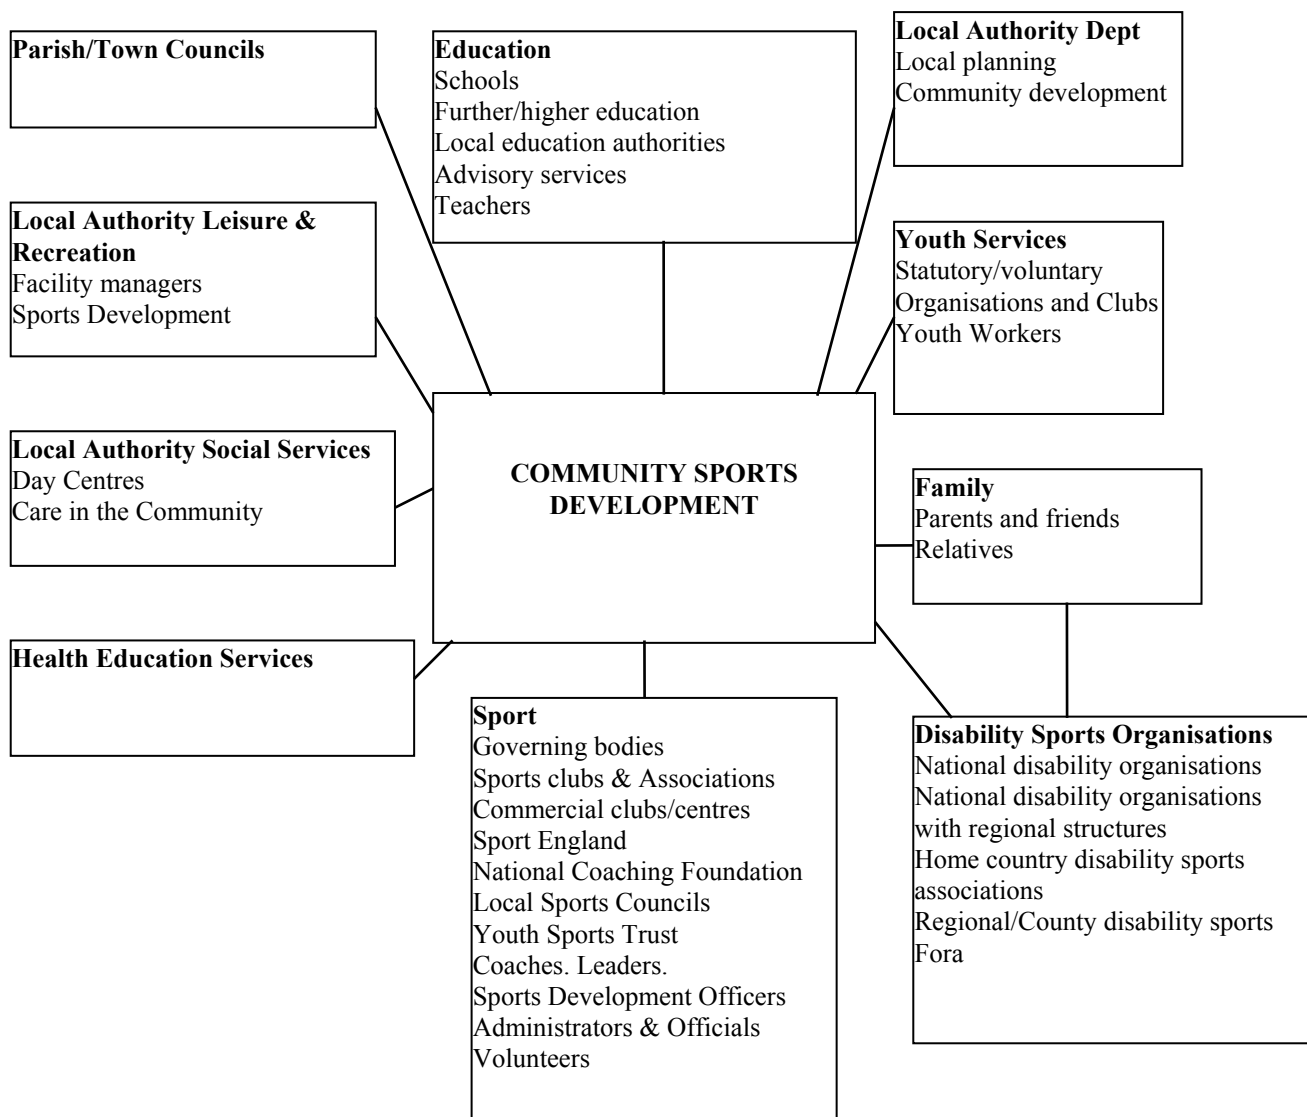 Parish/Town Councils
Education
Schools
Further/higher education
Local education authorities
Advisory services
Teachers
Local Authority Dept
Local planning
Community development
Local Authority Leisure &
Recreation
Facility managers
Sports Development
Youth Services
Statutory/voluntary
Organisations and Clubs
Youth Workers
Local Authority Social Services
Day Centres
Care in the Community
COMMUNITY SPORTS
DEVELOPMENT
Family
Parents and friends
Relatives
Health Education Services
Sport
Governing bodies
Sports clubs & Associations
Commercial clubs/centres
Sport England
National Coaching Foundation
Local Sports Councils
Youth Sports Trust
Coaches. Leaders.
Sports Development Officers
Administrators & Officials
Volunteers
Disability Sports Organisations
National disability organisations
National disability organisations
with regional structures
Home country disability sports
associations
Regional/County disability sports
Fora